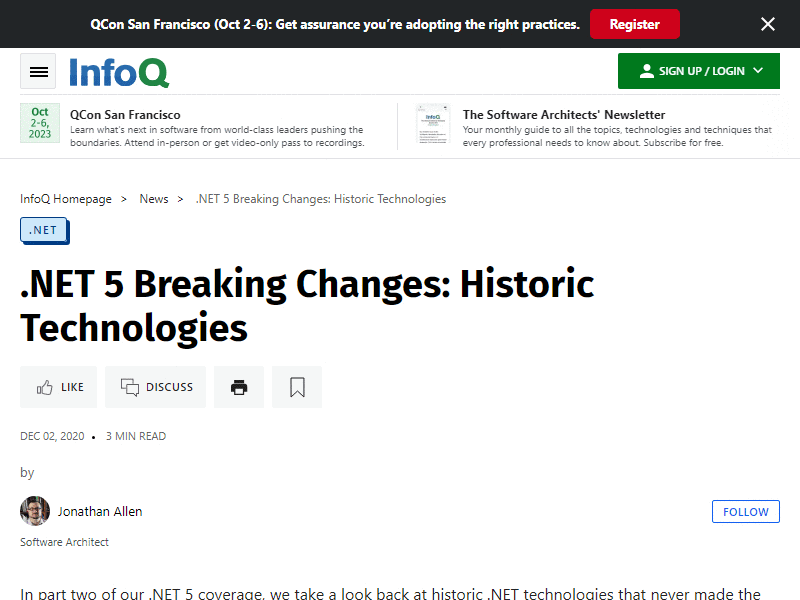 QCon San Francisco (Oct 2-6): Get assurance you’re adopting the right practices.
Register
InfoQ
SIGN UP / LOGIN
Oct
2-6,
2023
QCon San Francisco
Learn what's next in software from world-class leaders pushing the
boundaries. Attend in-person or get video-only pass to recordings.
The Software Architects' Newsletter
Your monthly guide to all the topics, technologies and techniques that
every professional needs to know about. Subscribe for free.
InfoQ Homepage > News > .NET 5 Breaking Changes: Historic Technologies
.NET
.NET 5 Breaking Changes: Historic
Technologies
LIKE
DISCUSS
DEC 02, 2020 • 3 MIN READ
by
Jonathan Allen
FOLLOW
Software Architect
In part two of our .NET 5 coverage, we take a look back at historic .NET technologies that never made the